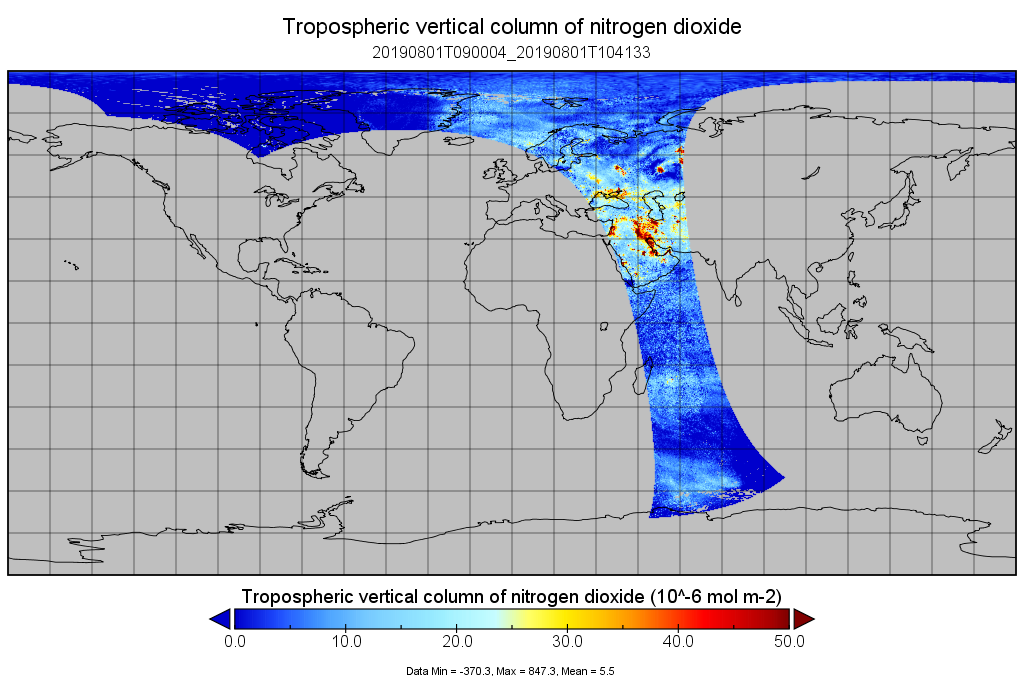 Tropospheric vertical column of nitrogen dioxide
20190801T090004_20190801T104133
Tropospheric vertical column of nitrogen dioxide (10^-6 mol m-2)
0.0 10.0 20.0 30.0 40.0 50.0
Data Min = -370.3, Max = 847.3, Mean = 5.5